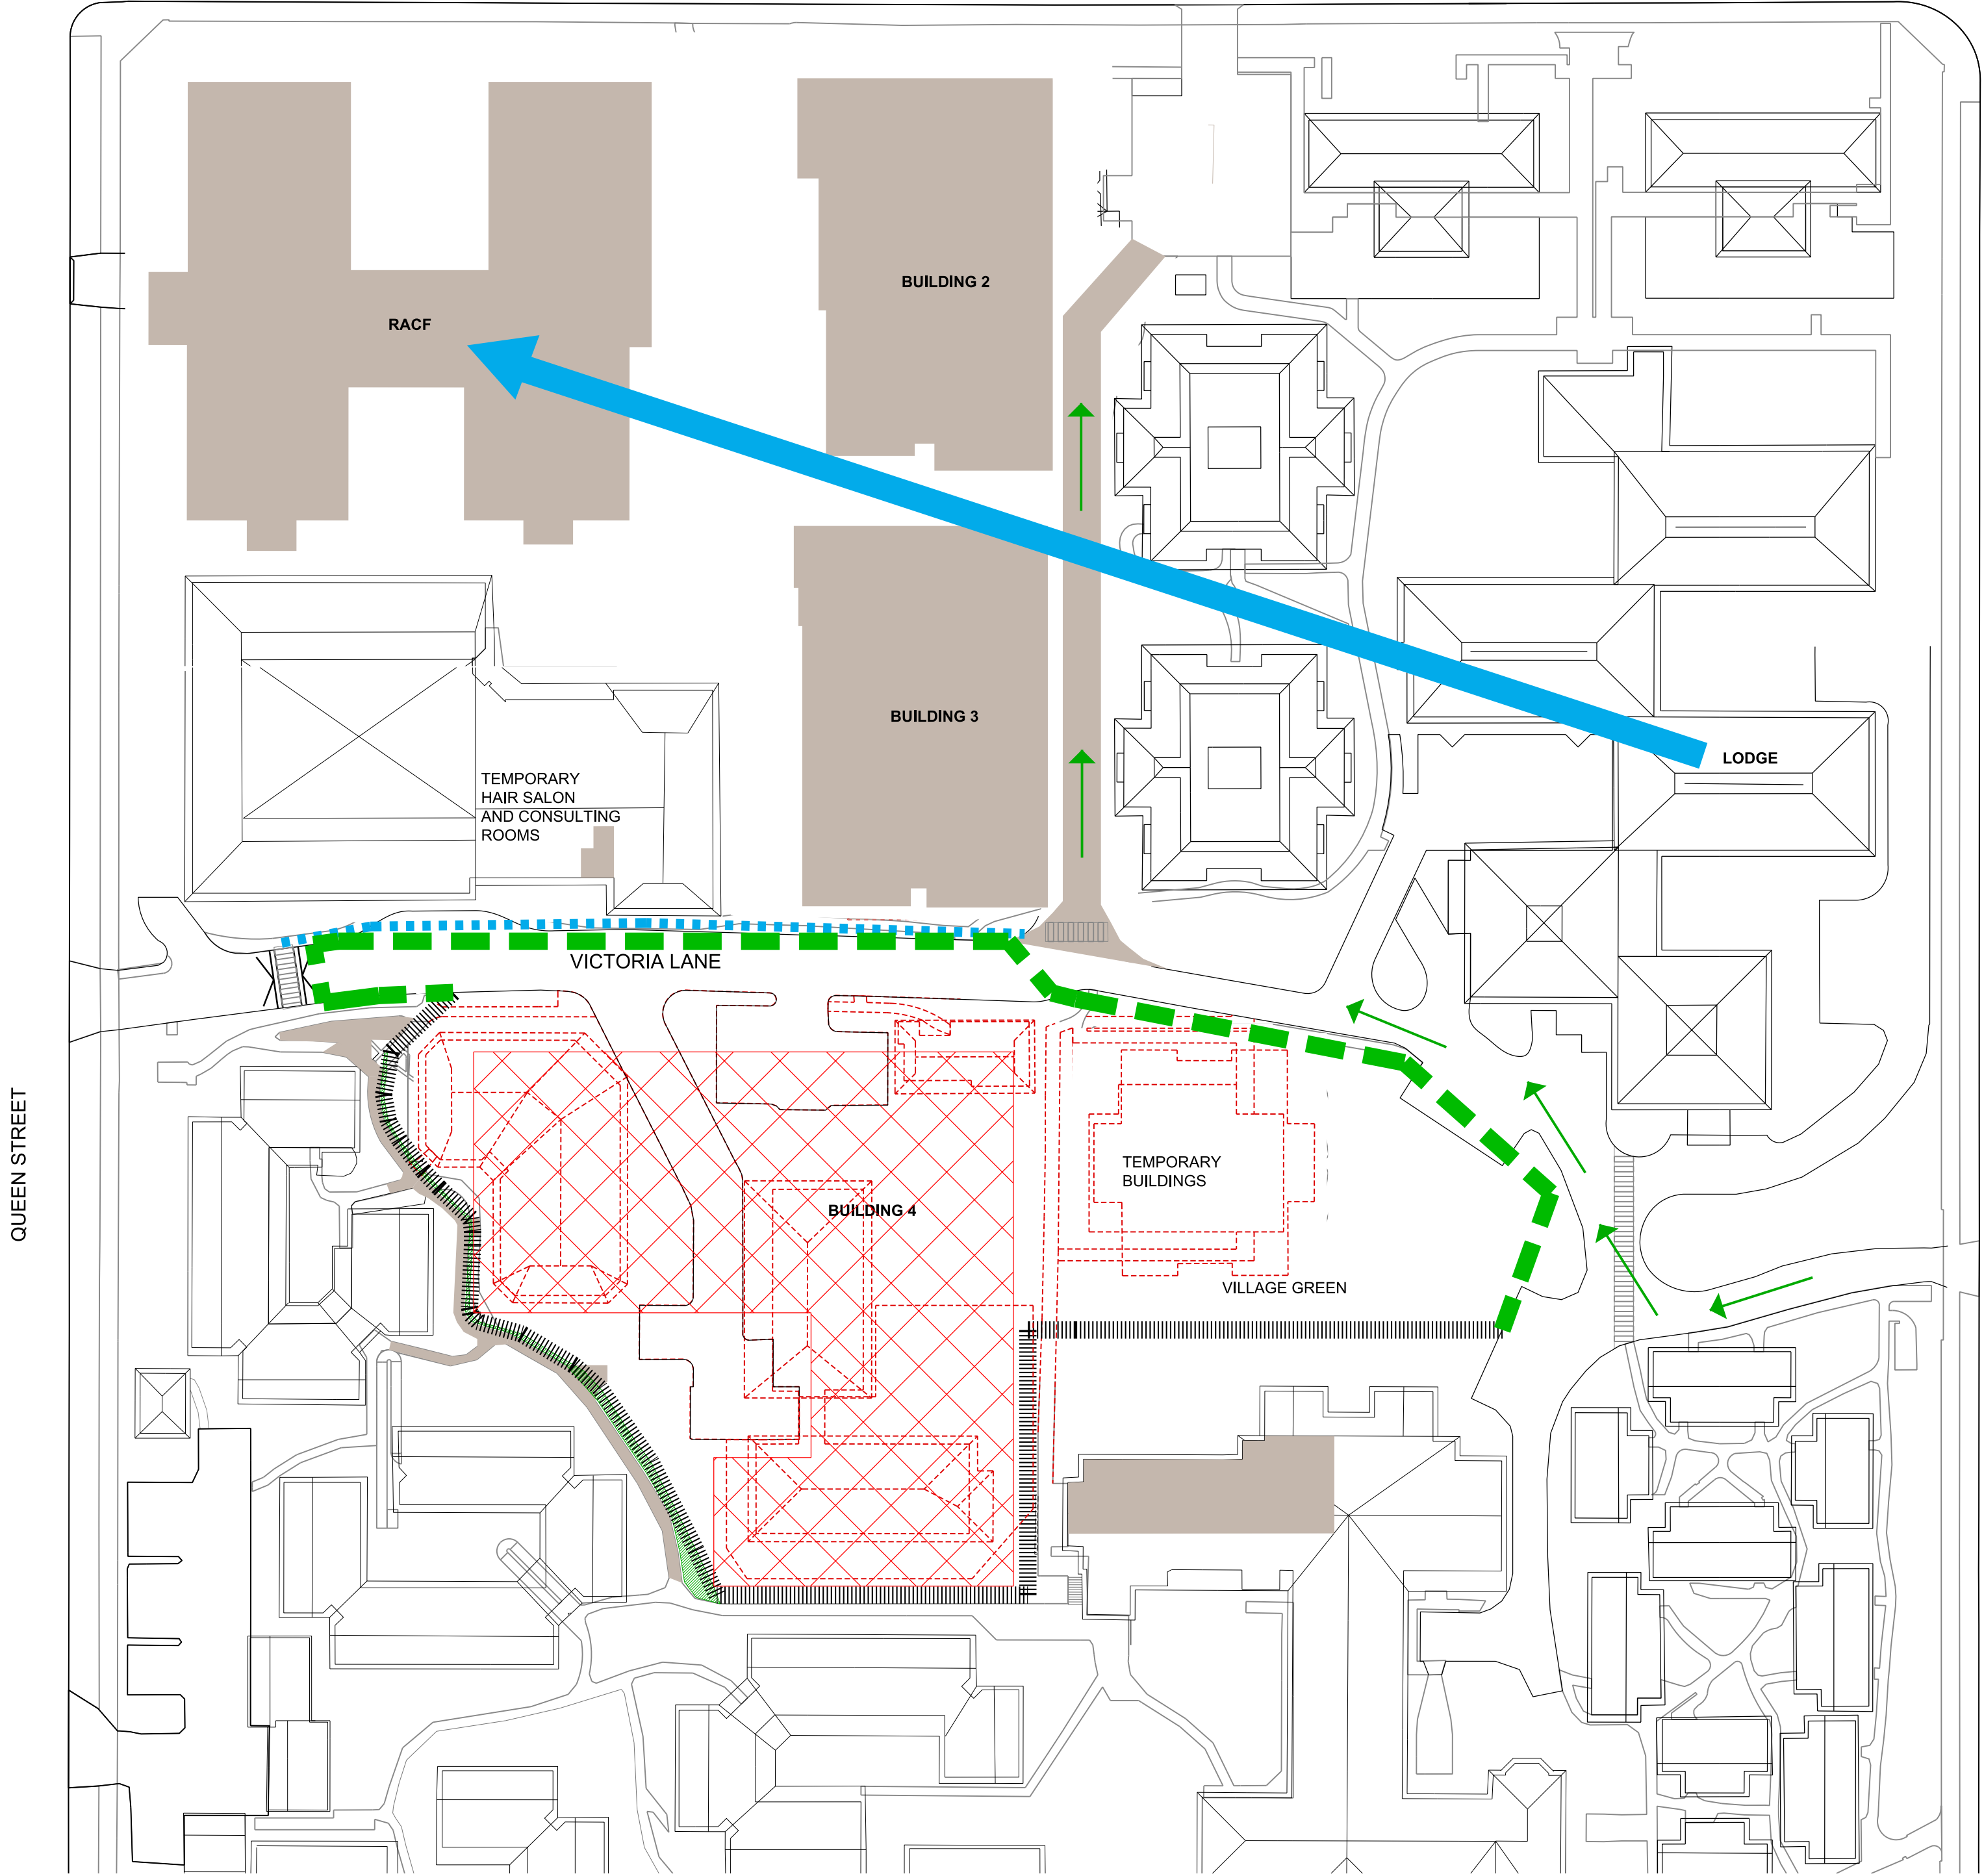 BUILDING 2
RACF
BUILDING 3
LODGE
TEMPORARY
HAIR SALON
AND CONSULTING
ROOMS
VICTORIA LANE
QUEEN STREET
TEMPORARY
BUILDINGS
BUILDING 4
VILLAGE GREEN